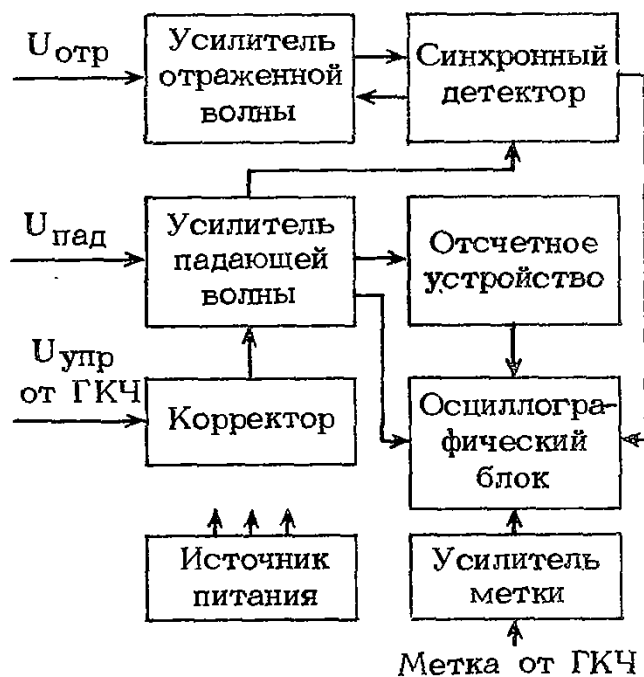 Uотр
Усилитель
отраженной
волны
Синхронный
детектор
Uпад
Усилитель
падающей
волны
Отсчетное
устройство
Uупр
от ГКЧ
Корректор
Осциллогра-
фический
блок
Источник
питания
Усилитель
метки
Метка от ГКЧ